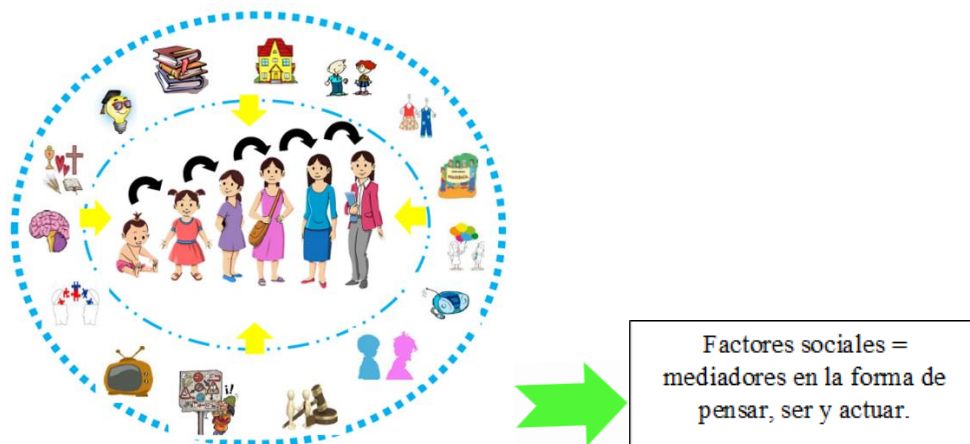 Factores sociales =
mediadores en la forma de
pensar, ser y actuar.